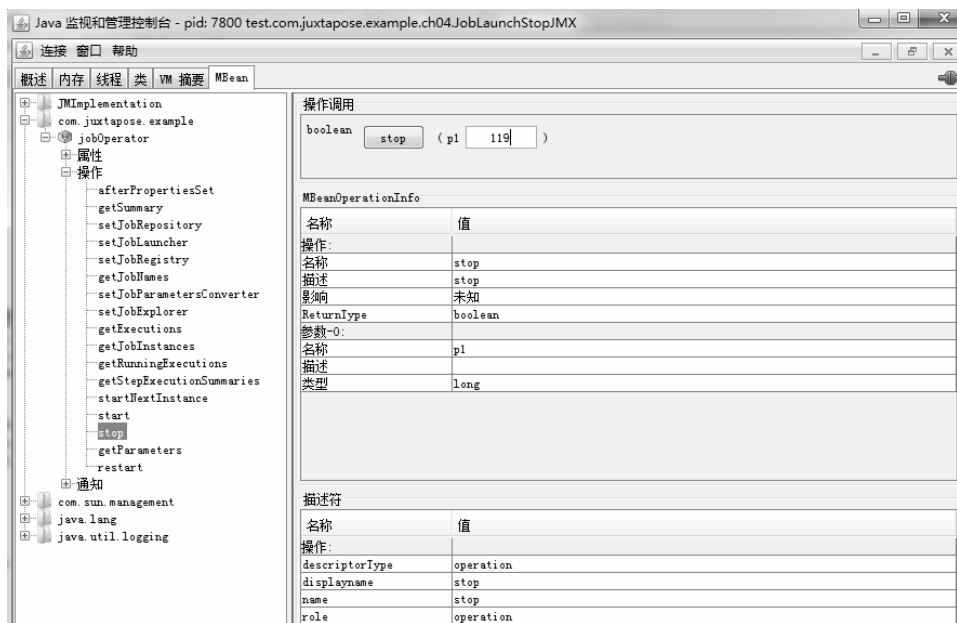 Java 监视和管理控制台 - pid: 7800 test.com.juxtapose.example.ch04.JobLaunchStopJMX
连接 窗口 帮助
概述 内存 线程 类 VM 摘要 MBean
JMImplementation
com.juxtapose.example
jobOperator
属性
操作
afterPropertiesSet
getSummary
setJobRepository
setJobLauncher
setJobRegistry
getJobNames
setJobParametersConverter
setJobExplorer
getExecutions
getJobInstances
getRunningExecutions
getStepExecutionSummaries
startNextInstance
start
stop
getParameters
restart
通知
com.sun.management
java.lang
java.util.logging
操作调用
boolean stop ( p1 119 )
MBeanOperationInfo
名称 值
操作:
名称 stop
描述 stop
影响 未知
ReturnType boolean
参数-0:
名称 p1
描述
类型 long
描述符
名称 值
操作:
descriptorType operation
displayname stop
name stop
role operation